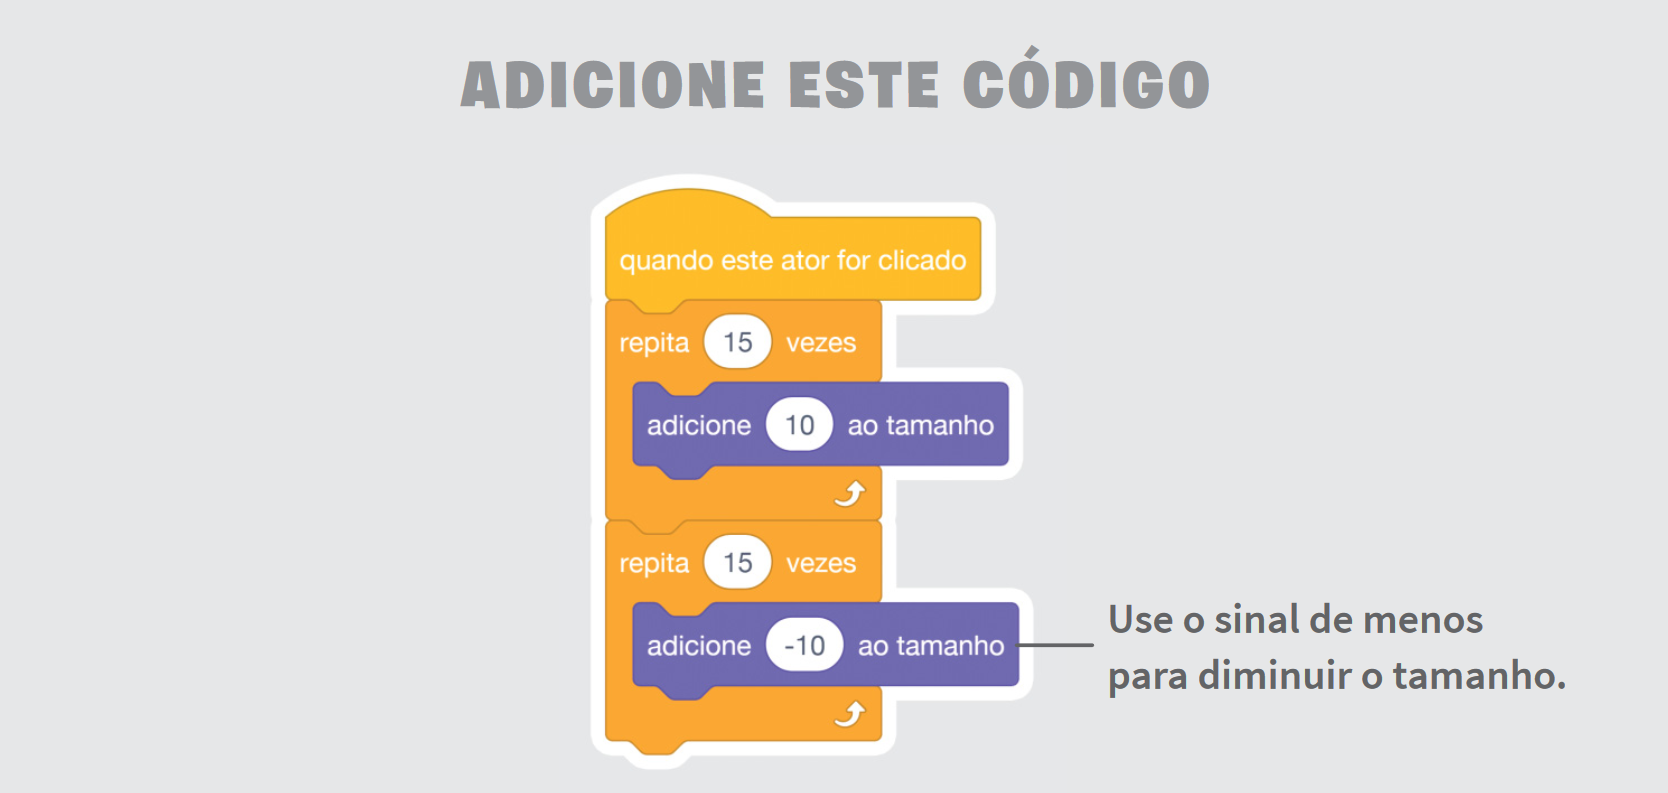 ADICIONE ESTE CÓDIGO
quando este ator for clicado
repita 15 vezes
adicione 10 ao tamanho
repita 15 vezes
adicione -10 ao tamanho
Use o sinal de menos
para diminuir o tamanho.